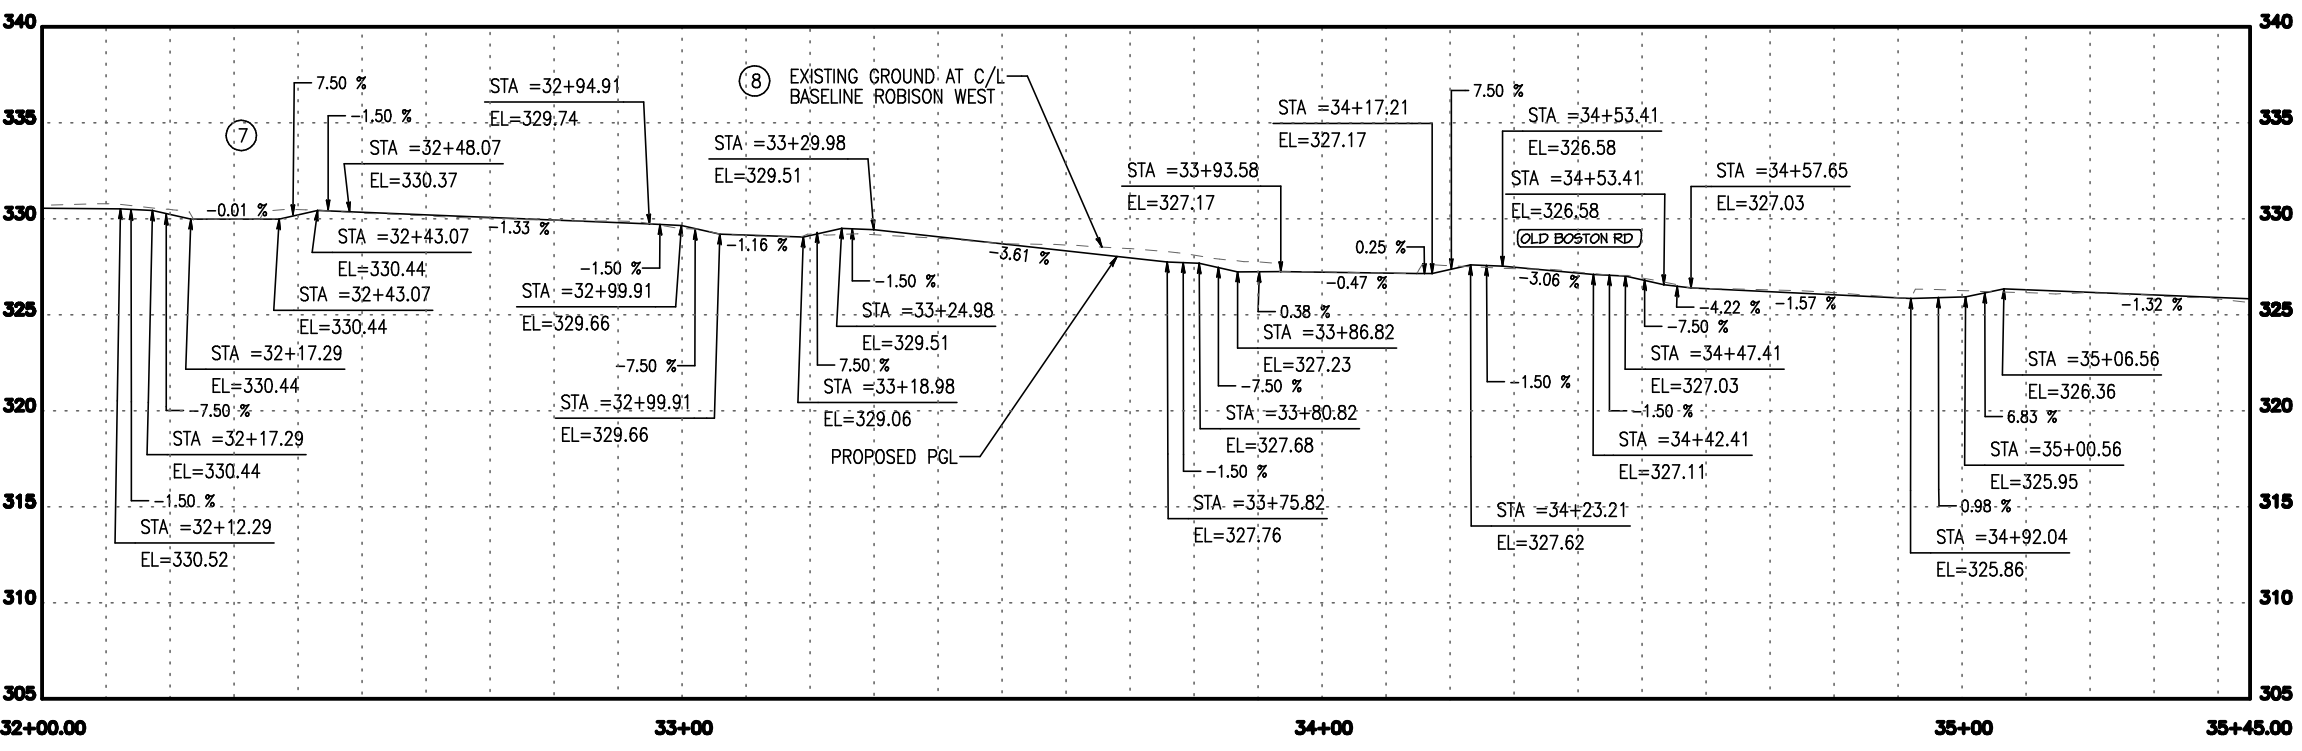 340
340
7.50 %
STA =32+94.91
EL=329.74
8
EXISTING GROUND AT C/L
BASELINE ROBISON WEST
7.50 %
STA =34+17.21
EL=327.17
STA =34+53.41
EL=326.58
335
335
-1.50 %
7
STA =32+48.07
EL=330.37
STA =33+29.98
EL=329.51
STA =33+93.58
EL=327.17
STA =34+53.41
EL=326.58
STA =34+57.65
EL=327.03
330
330
-0.01 %
-1.33 %
-1.16 %
-3.61 %
0.25 %
OLD BOSTON RD
STA =32+43.07
EL=330.44
-1.50 %
-1.50 %
-0.47 %
-3.06 %
-4.22 %
-1.57 %
-1.32 %
STA =32+43.07
EL=330.44
STA =32+99.91
EL=329.66
STA =33+24.98
EL=329.51
0.38 %
STA =33+86.82
EL=327.23
-7.50 %
325
325
STA =32+17.29
EL=330.44
-7.50 %
7.50 %
STA =33+18.98
EL=329.06
-7.50 %
-1.50 %
STA =34+47.41
EL=327.03
STA =35+06.56
EL=326.36
320
320
-7.50 %
STA =32+99.91
EL=329.66
STA =33+80.82
EL=327.68
-1.50 %
6.83 %
STA =32+17.29
EL=330.44
PROPOSED PGL
-1.50 %
STA =34+42.41
EL=327.11
STA =35+00.56
EL=325.95
315
315
-1.50 %
STA =32+12.29
EL=330.52
STA =33+75.82
EL=327.76
STA =34+23.21
EL=327.62
0.98 %
STA =34+92.04
EL=325.86
310
310
305
305
32+00.00
33+00
34+00
35+00
35+45.00